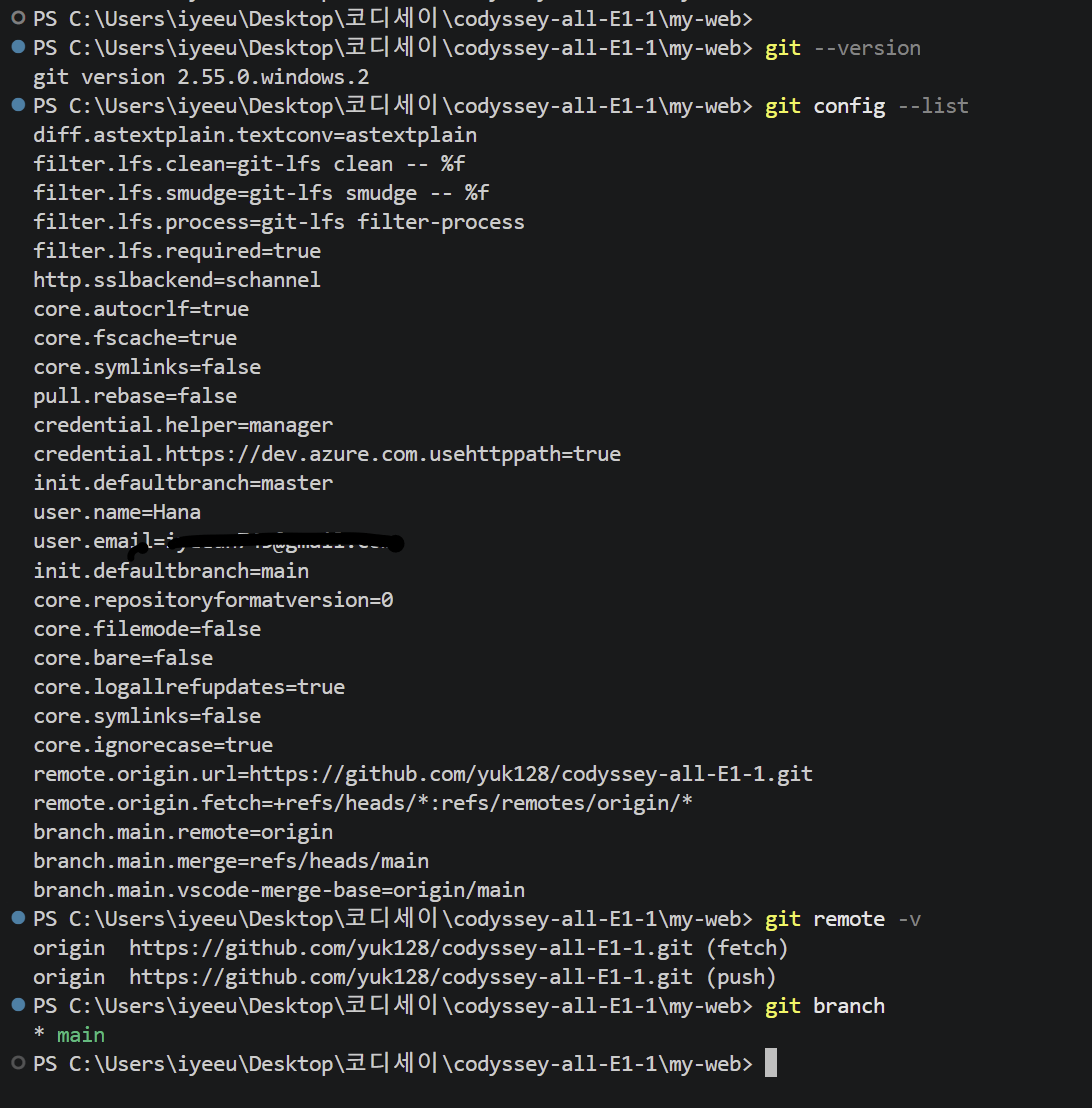 PS C:\Users\iyeeu\Desktop\코디세이\codyssey-all-E1-1\my-web>
PS C:\Users\iyeeu\Desktop\코디세이\codyssey-all-E1-1\my-web> git --version
git version 2.55.0.windows.2
PS C:\Users\iyeeu\Desktop\코디세이\codyssey-all-E1-1\my-web> git config --list
diff.astextplain.textconv=astextplain
filter.lfs.clean=git-lfs clean -- %f
filter.lfs.smudge=git-lfs smudge -- %f
filter.lfs.process=git-lfs filter-process
filter.lfs.required=true
http.sslbackend=schannel
core.autocrlf=true
core.fscache=true
core.symlinks=false
pull.rebase=false
credential.helper=manager
credential.https://dev.azure.com.usehttppath=true
init.defaultbranch=master
user.name=Hana
user.email=
init.defaultbranch=main
core.repositoryformatversion=0
core.filemode=false
core.bare=false
core.logallrefupdates=true
core.symlinks=false
core.ignorecase=true
remote.origin.url=https://github.com/yuk128/codyssey-all-E1-1.git
remote.origin.fetch=+refs/heads/*:refs/remotes/origin/*
branch.main.remote=origin
branch.main.merge=refs/heads/main
branch.main.vscode-merge-base=origin/main
PS C:\Users\iyeeu\Desktop\코디세이\codyssey-all-E1-1\my-web> git remote -v
origin  https://github.com/yuk128/codyssey-all-E1-1.git (fetch)
origin  https://github.com/yuk128/codyssey-all-E1-1.git (push)
PS C:\Users\iyeeu\Desktop\코디세이\codyssey-all-E1-1\my-web> git branch
* main
PS C:\Users\iyeeu\Desktop\코디세이\codyssey-all-E1-1\my-web>